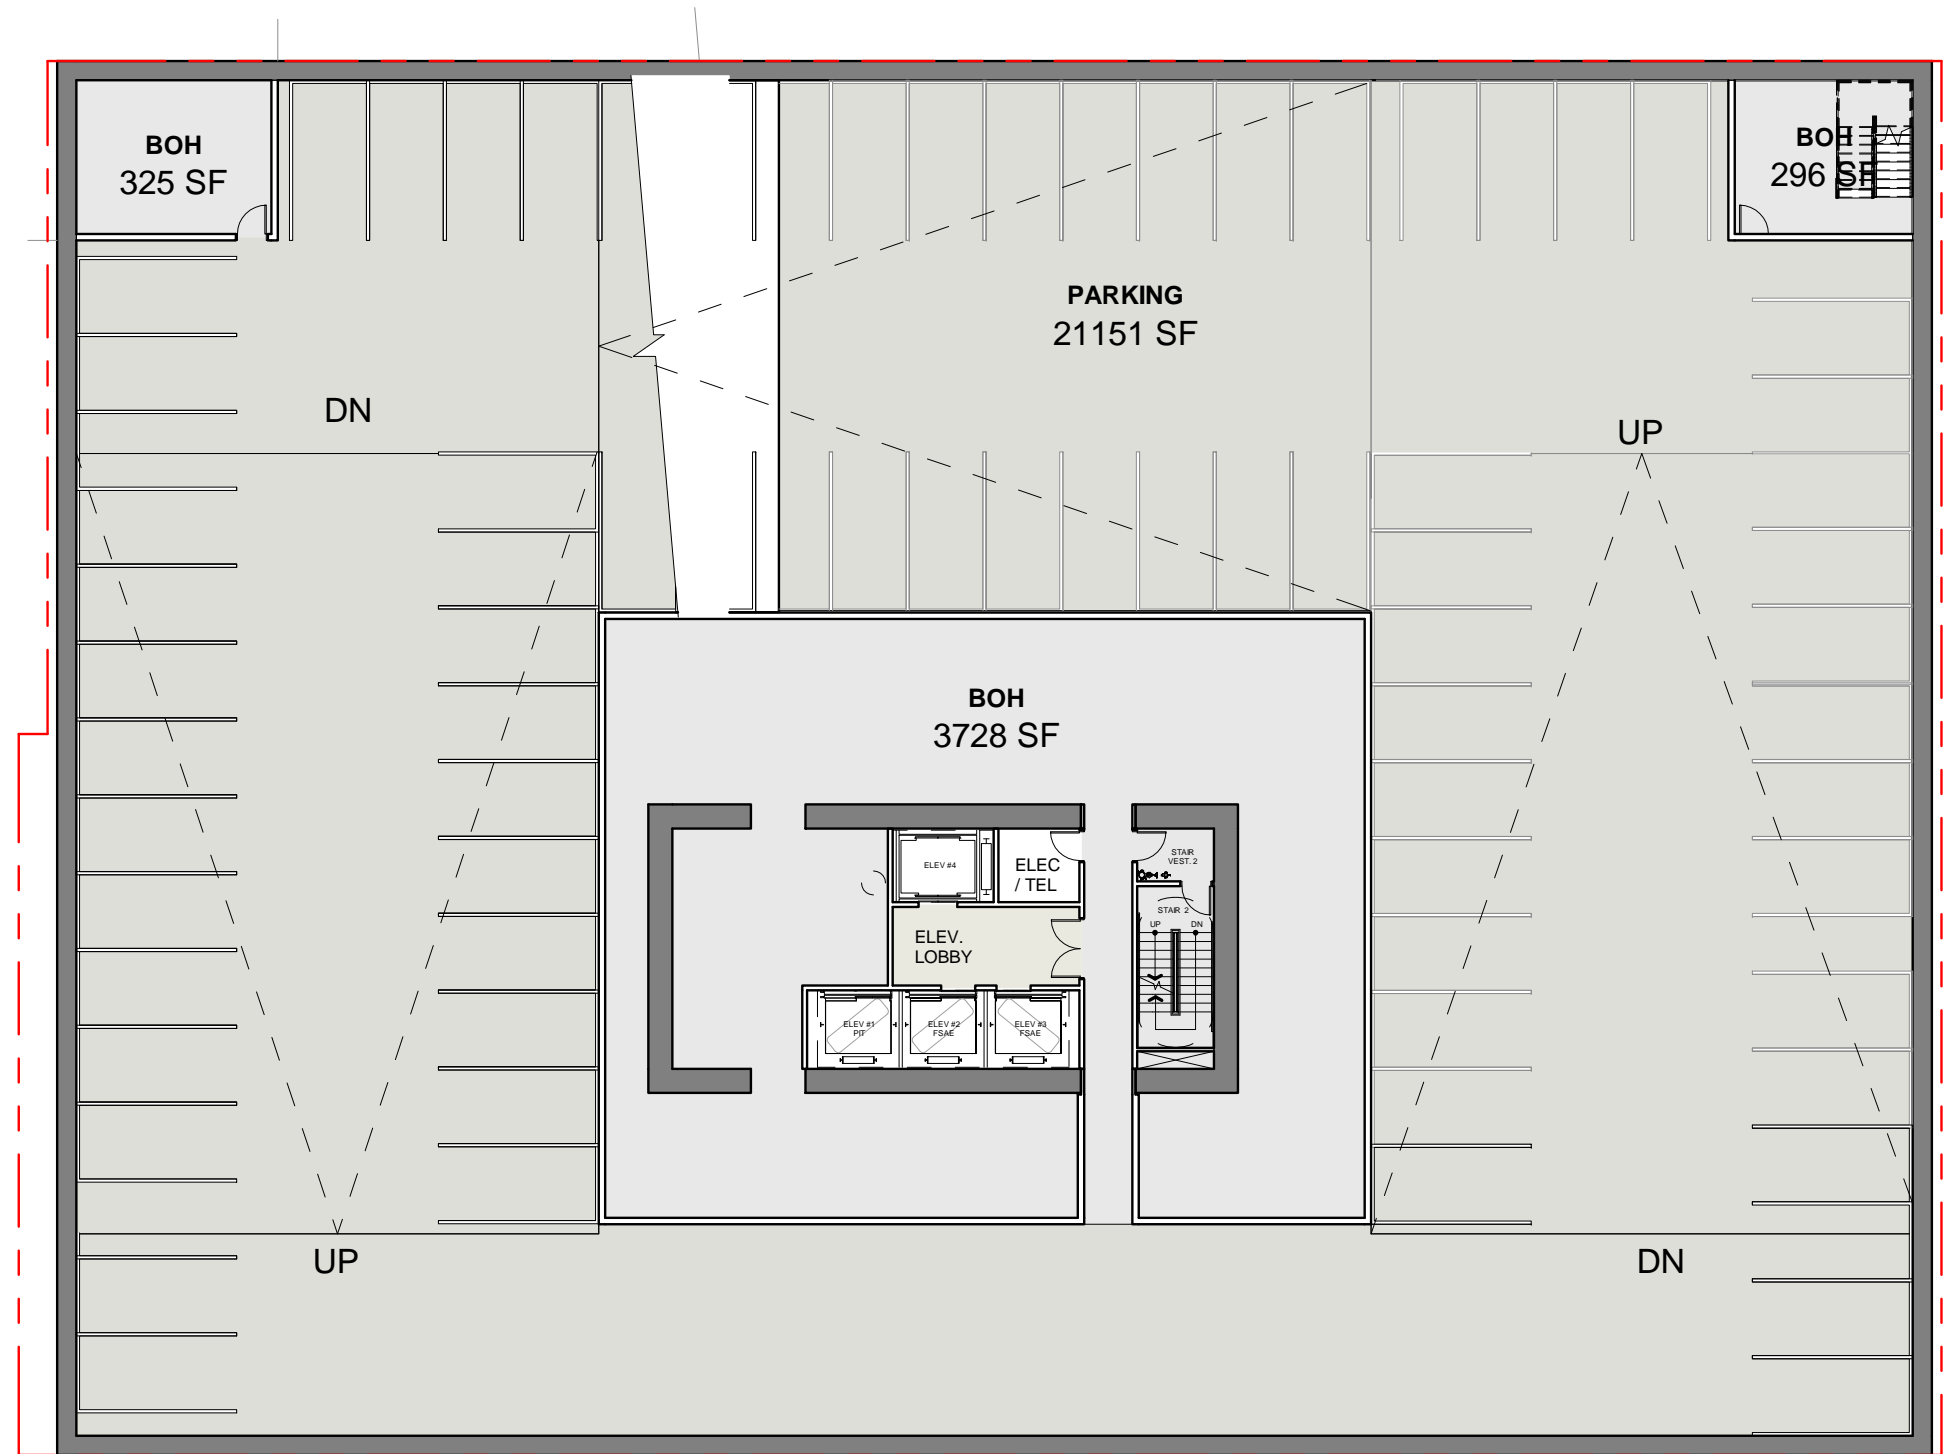 BOH
325 SF
BOH
296 SF
PARKING
21151 SF
DN
UP
BOH
3728 SF
ELEV #4
ELEC
/ TEL
STAIR
VEST. 2
STAIR 2
UP
DN
ELEV.
LOBBY
ELEV #1
PIT
ELEV #2
FSAE
ELEV #3
FSAE
UP
DN